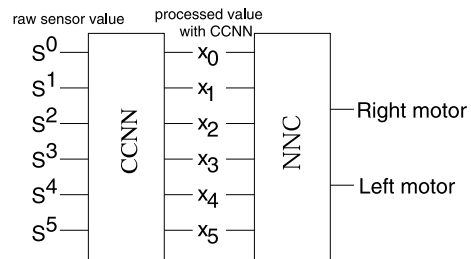 raw sensor value
processed value
with CCNN
S⁰ x₀
S¹ x₁
S² x₂
S³ x₃
S⁴ x₄
S⁵ x₅
CCNN
NNC
Right motor
Left motor